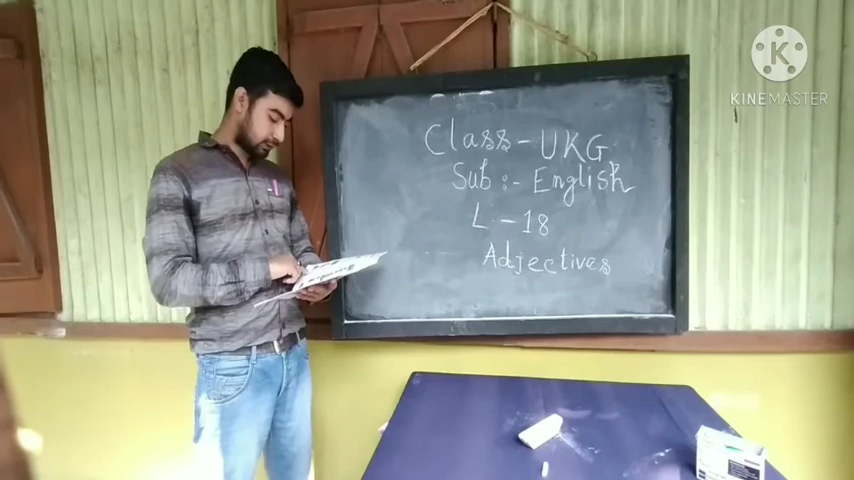 KINEMASTER
Class - UKG
Sub :- English
L - 18
Adjectives